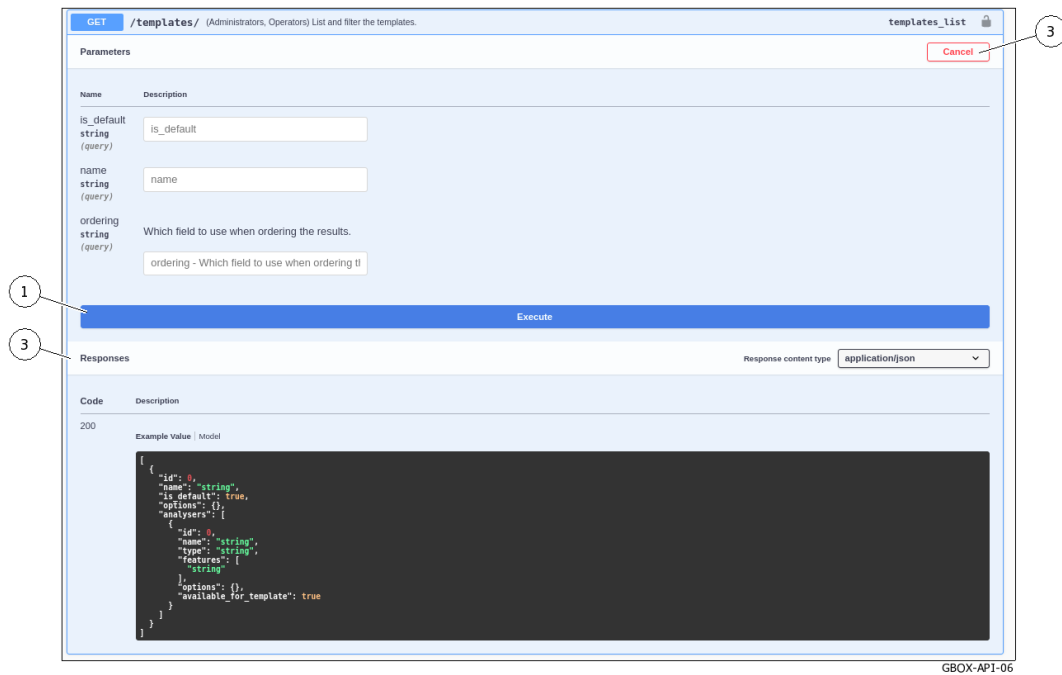 GET /templates/ (Administrators, Operators) List and filter the templates. templates_list
3
Parameters Cancel
Name Description
is_default
string
(query)
is_default
name
string
(query)
name
ordering
string
(query)
Which field to use when ordering the results.
ordering - Which field to use when ordering tl
1
Execute
3
Responses Response content type application/json
Code Description
200
Example Value Model
[
{
"id": 0,
"name": "string",
"is_default": true,
"options": {},
"analysers": [
{
"id": 0,
"name": "string",
"type": "string",
"features": [
"string"
],
"options": {},
"available_for_template": true
}
]
}
]
GBOX-API-06